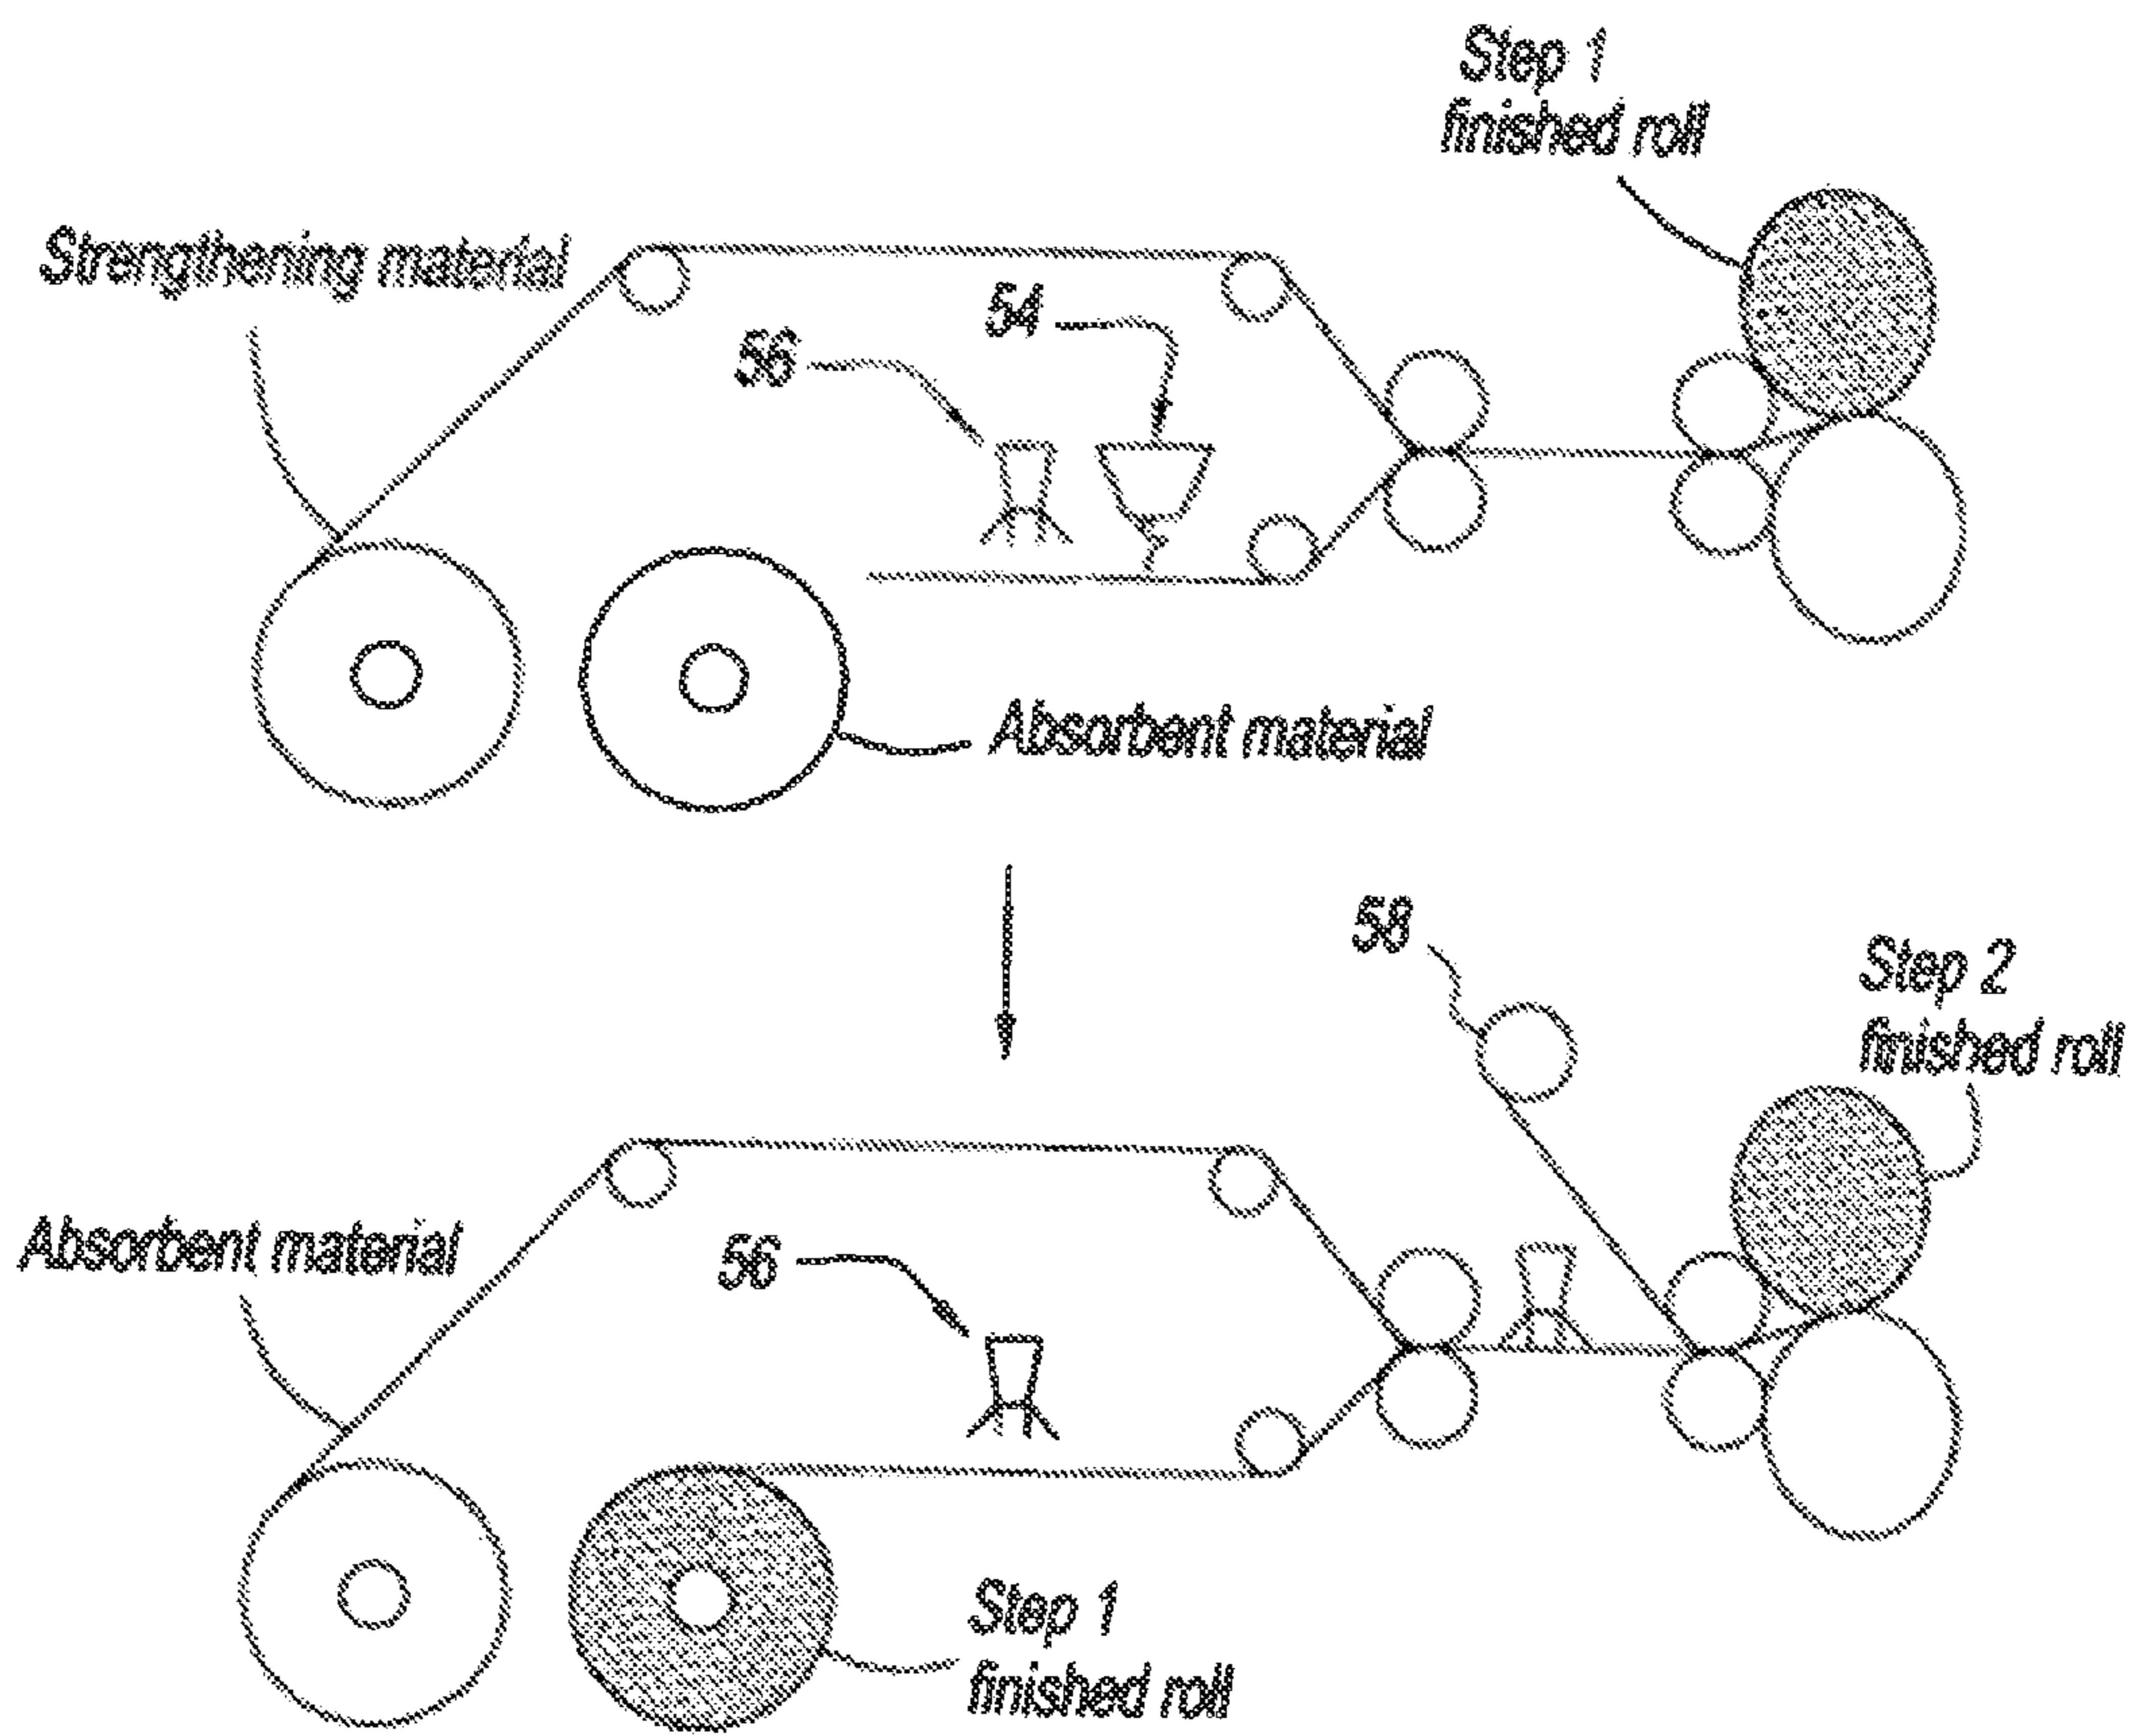 Step 1
finished roll
Strengthening material
54
56
Absorbent material
58
Step 2
finished roll
Absorbent material
56
Step 1
finished roll